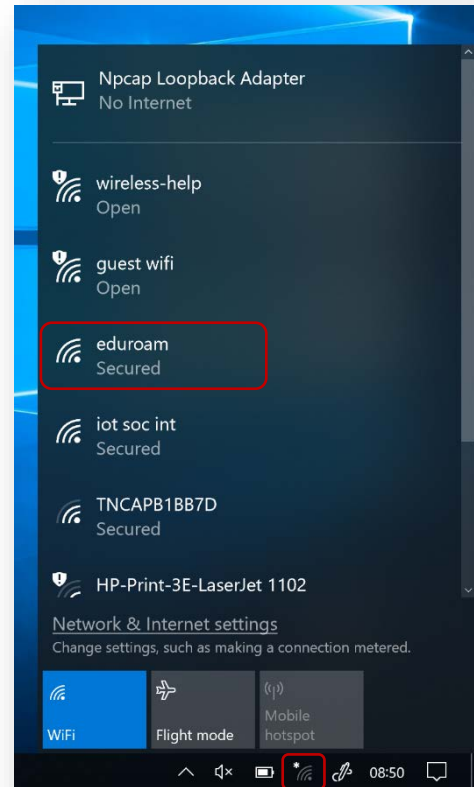 Npcap Loopback Adapter
No Internet
wireless-help
Open
guest wifi
Open
eduroam
Secured
iot soc int
Secured
TNCAPB1BB7D
Secured
HP-Print-3E-LaserJet 1102
Network & Internet settings
Change settings, such as making a connection metered.
WiFi
Flight mode
Mobile
hotspot
08:50